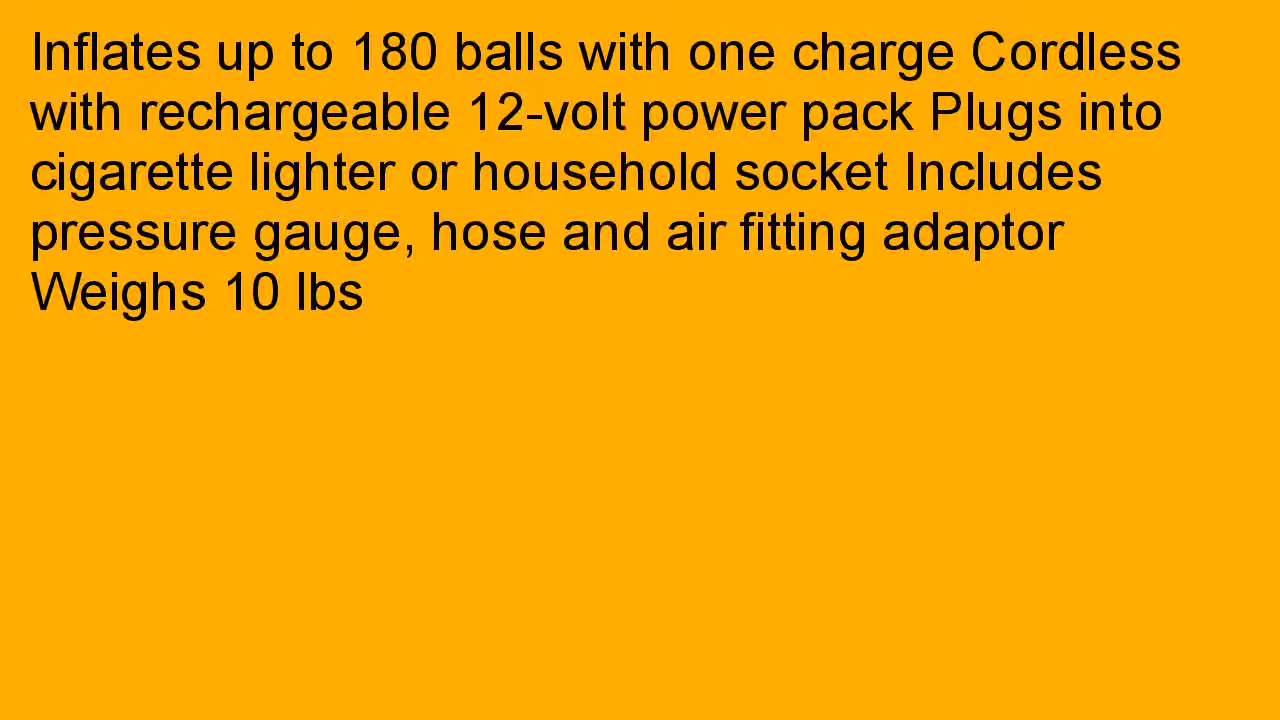 Inflates up to 180 balls with one charge Cordless
with rechargeable 12-volt power pack Plugs into
cigarette lighter or household socket Includes
pressure gauge, hose and air fitting adaptor
Weighs 10 lbs